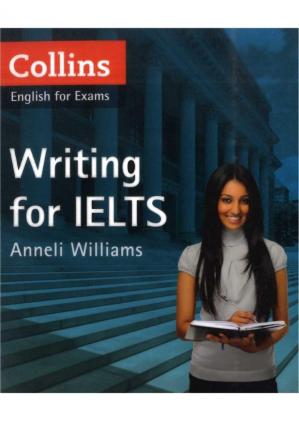 Collins
English for Exams
Writing
for IELTS
Anneli Williams